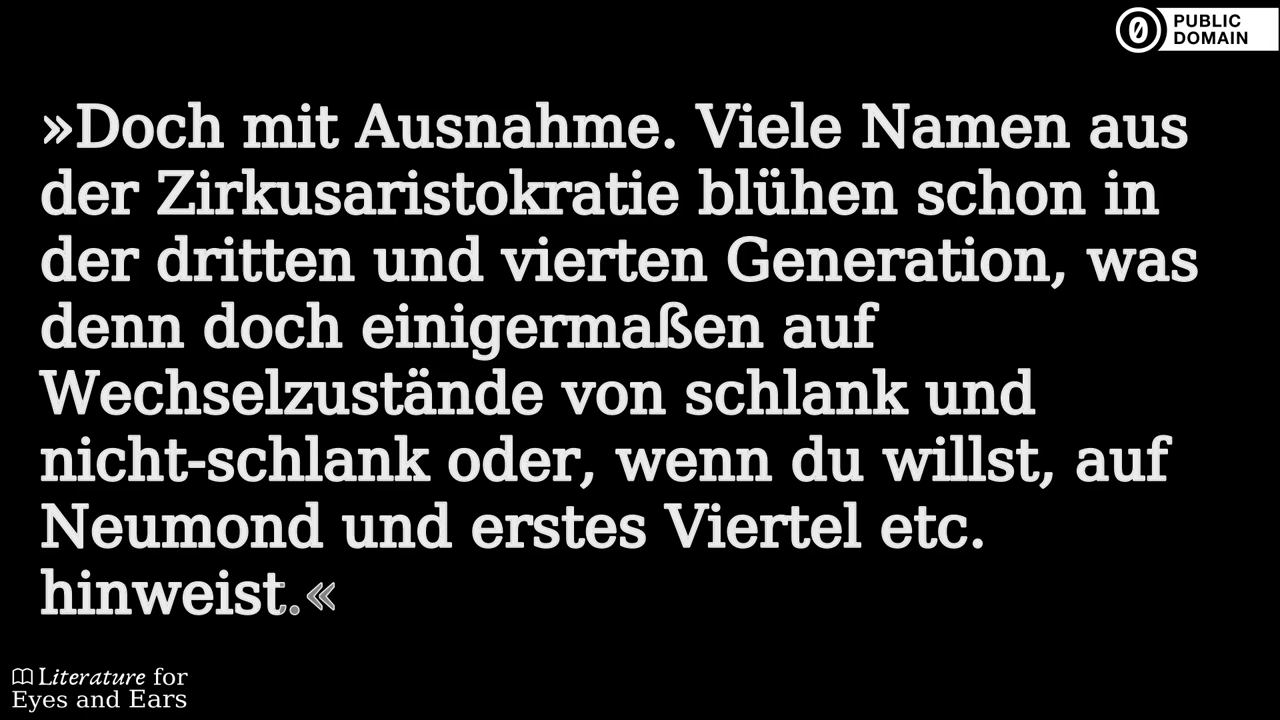 PUBLIC
DOMAIN
»Doch mit Ausnahme. Viele Namen aus
der Zirkusaristokratie blühen schon in
der dritten und vierten Generation, was
denn doch einigermaßen auf
Wechselzustände von schlank und
nicht-schlank oder, wenn du willst, auf
Neumond und erstes Viertel etc.
hinweist.«
Literature for
Eyes and Ears